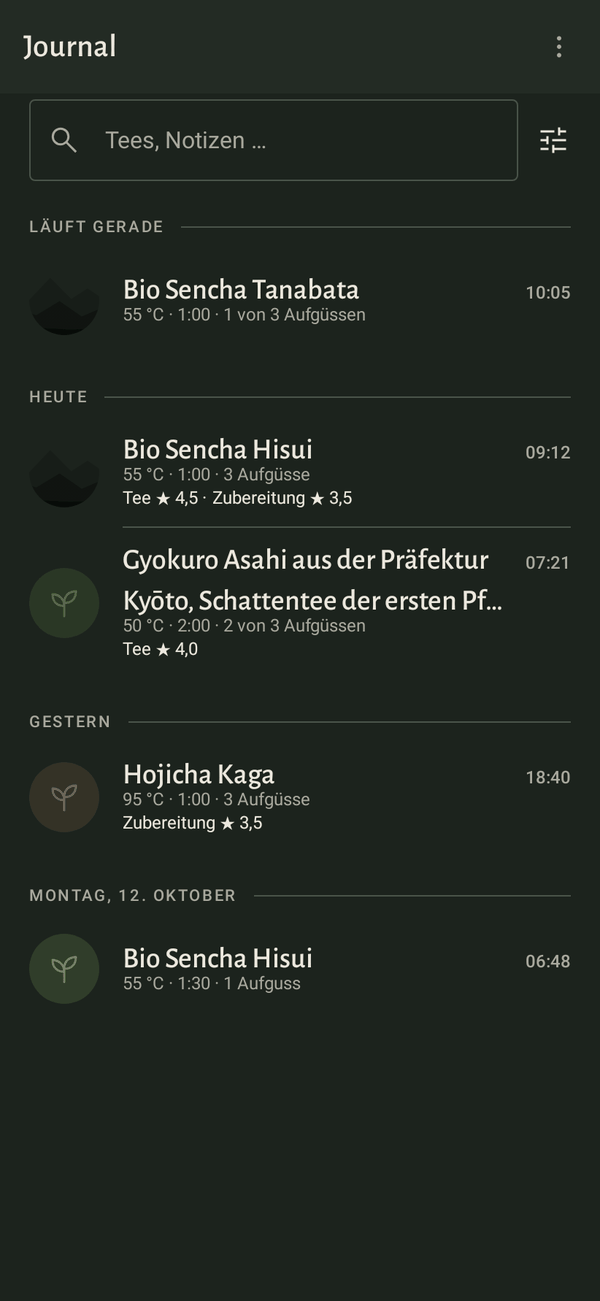 Journal
Tees, Notizen …
LÄUFT GERADE
Bio Sencha Tanabata
10:05
55 °C · 1:00 · 1 von 3 Aufgüssen
HEUTE
Bio Sencha Hisui
09:12
55 °C · 1:00 · 3 Aufgüsse
Tee ★ 4,5 · Zubereitung ★ 3,5
Gyokuro Asahi aus der Präfektur
07:21
Kyōto, Schattentee der ersten Pf…
50 °C · 2:00 · 2 von 3 Aufgüssen
Tee ★ 4,0
GESTERN
Hojicha Kaga
18:40
95 °C · 1:00 · 3 Aufgüsse
Zubereitung ★ 3,5
MONTAG, 12. OKTOBER
Bio Sencha Hisui
06:48
55 °C · 1:30 · 1 Aufguss